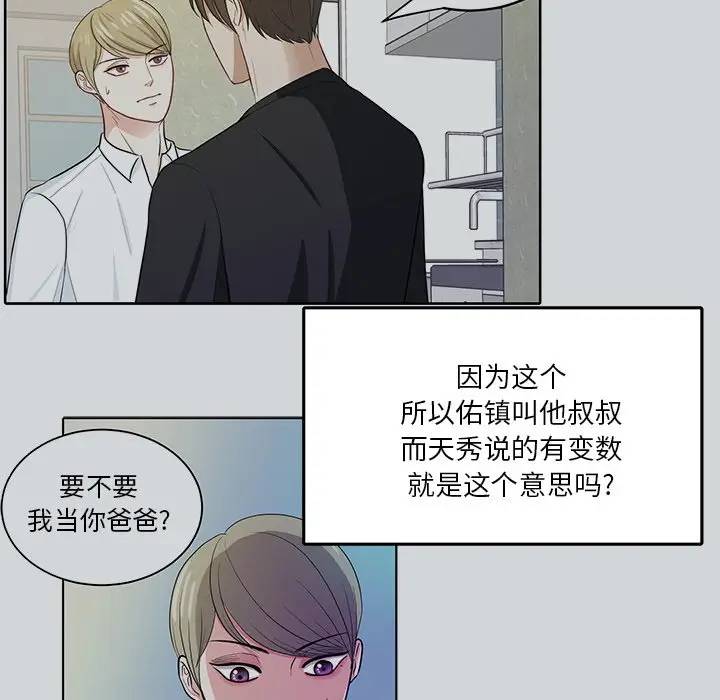 因为这个
所以佑镇叫他叔叔
而天秀说的有变数
就是这个意思吗?
要不要
我当你爸爸?